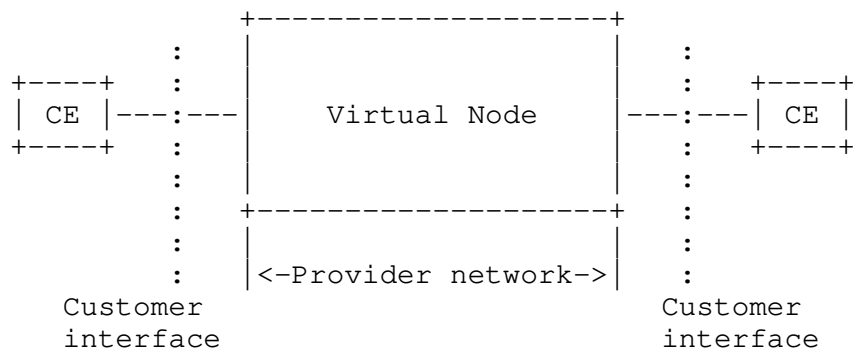 CE Virtual Node CE
<-Provider network->
Customer Customer
interface interface